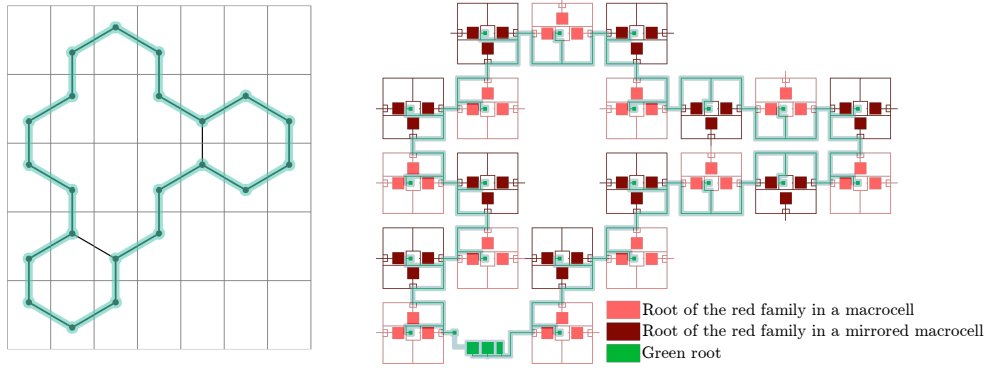 Root of the red family in a macrocell
Root of the red family in a mirrored macrocell
Green root